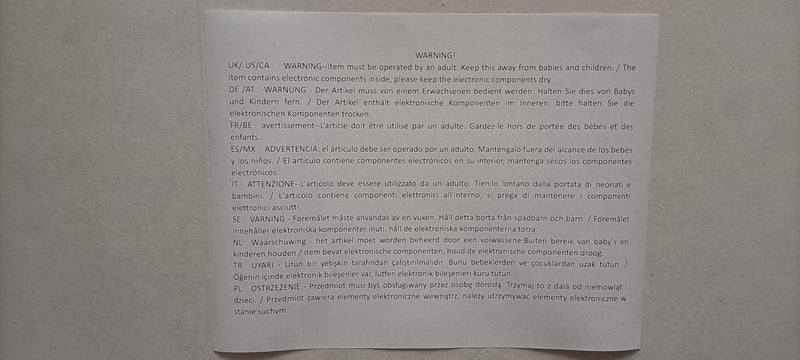 WARNING!
UK/ US/CA WARNING--Item must be operated by an adult. Keep this away from babies and children. / The
item contains electronic components inside, please keep the electronic components dry.
DE /AT WARNUNG - Der Artikel muss von einem Erwachsenen bedient werden. Halten Sie dies von Babys
und Kindern fern. / Der Artikel enthält elektronische Komponenten im Inneren, bitte halten Sie die
elektronischen Komponenten trocken.
FR/BE avertissement--L'article doit être utilisé par un adulte. Gardez-le hors de portée des bébés et des
enfants.
ES/MX ADVERTENCIA: el artículo debe ser operado por un adulto. Manténgalo fuera del alcance de los bebés
y los niños. / El artículo contiene componentes electrónicos en su interior, mantenga secos los componentes
electrónicos.
IT ATTENZIONE--L'articolo deve essere utilizzato da un adulto. Tienilo lontano dalla portata di neonati e
bambini. / L'articolo contiene componenti elettronici all'interno, si prega di mantenere i componenti
elettronici asciutti
SE VARNING - Föremålet måste användas av en vuxen. Håll detta borta från spädbarn och barn. / Föremålet
innehåller elektroniska komponenter inuti, håll de elektroniska komponenterna torra.
NL Waarschuwing - het artikel moet worden beheerd door een volwassene.Buiten bereik van baby's en
kinderen houden./ item bevat elektronische componenten, houd de elektronische componenten droog.
TR UYARI - Ürün bir yetişkin tarafından çalıştırılmalıdır. Bunu bebeklerden ve çocuklardan uzak tutun. /
Öğenin içinde elektronik bileşenler var, lütfen elektronik bileşenleri kuru tutun
PL OSTRZEŻENIE - Przedmiot musi być obsługiwany przez osobę dorosłą. Trzymaj to z dala od niemowląt i
dzieci. / Przedmiot zawiera elementy elektroniczne wewnątrz, należy utrzymywać elementy elektroniczne w
stanie suchym.